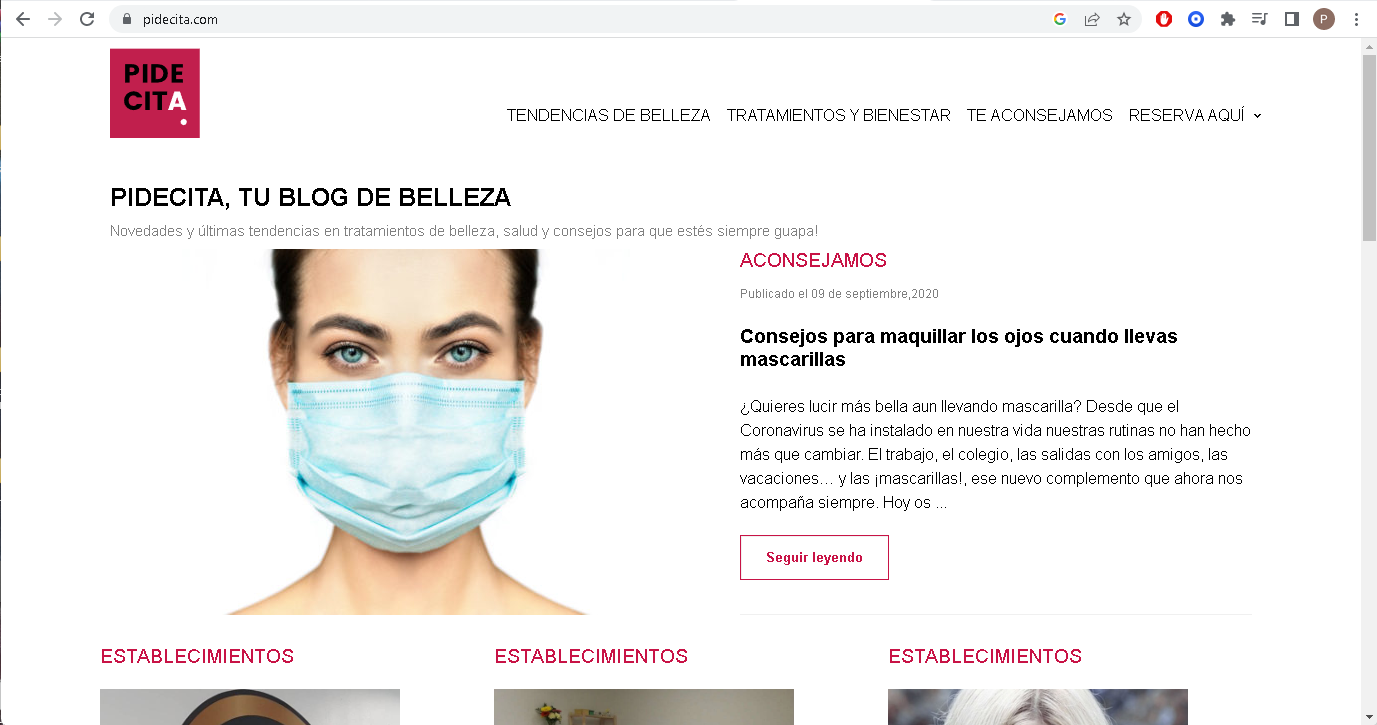 pidecita.com
P
PIDE
CITA.
TENDENCIAS DE BELLEZA TRATAMIENTOS Y BIENESTAR TE ACONSEJAMOS RESERVA AQUÍ
PIDECITA, TU BLOG DE BELLEZA
Novedades y últimas tendencias en tratamientos de belleza, salud y consejos para que estés siempre guapa!
ACONSEJAMOS
Publicado el 09 de septiembre,2020
Consejos para maquillar los ojos cuando llevas
mascarillas
¿Quieres lucir más bella aun llevando mascarilla? Desde que el
Coronavirus se ha instalado en nuestra vida nuestras rutinas no han hecho
más que cambiar. El trabajo, el colegio, las salidas con los amigos, las
vacaciones... y las ¡mascarillas!, ese nuevo complemento que ahora nos
acompaña siempre. Hoy os ...
Seguir leyendo
ESTABLECIMIENTOS ESTABLECIMIENTOS ESTABLECIMIENTOS